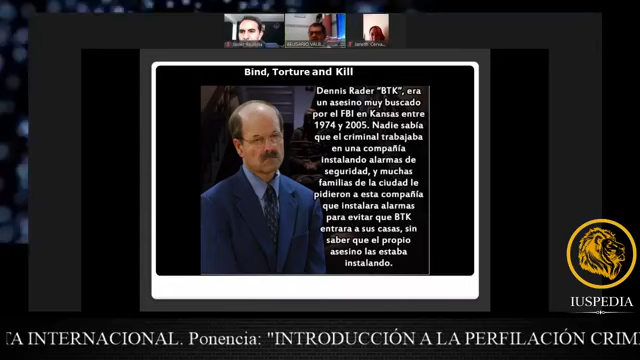 Bind, Torture and Kill
Dennis Rader "BTK", era
un asesino muy buscado
por el FBI en Kansas entre
1974 y 2005. Nadie sabía
que el criminal trabajaba
en una compañía
instalando alarmas de
seguridad, y muchas
familias de la ciudad le
pidieron a esta compañía
que instalara alarmas
para evitar que BTK
entrara a sus casas, sin
saber que el propio
asesino las estaba
instalando.
IUSPEDIA
TA INTERNACIONAL. Ponencia: "INTRODUCCIÓN A LA PERFILACIÓN CRIM